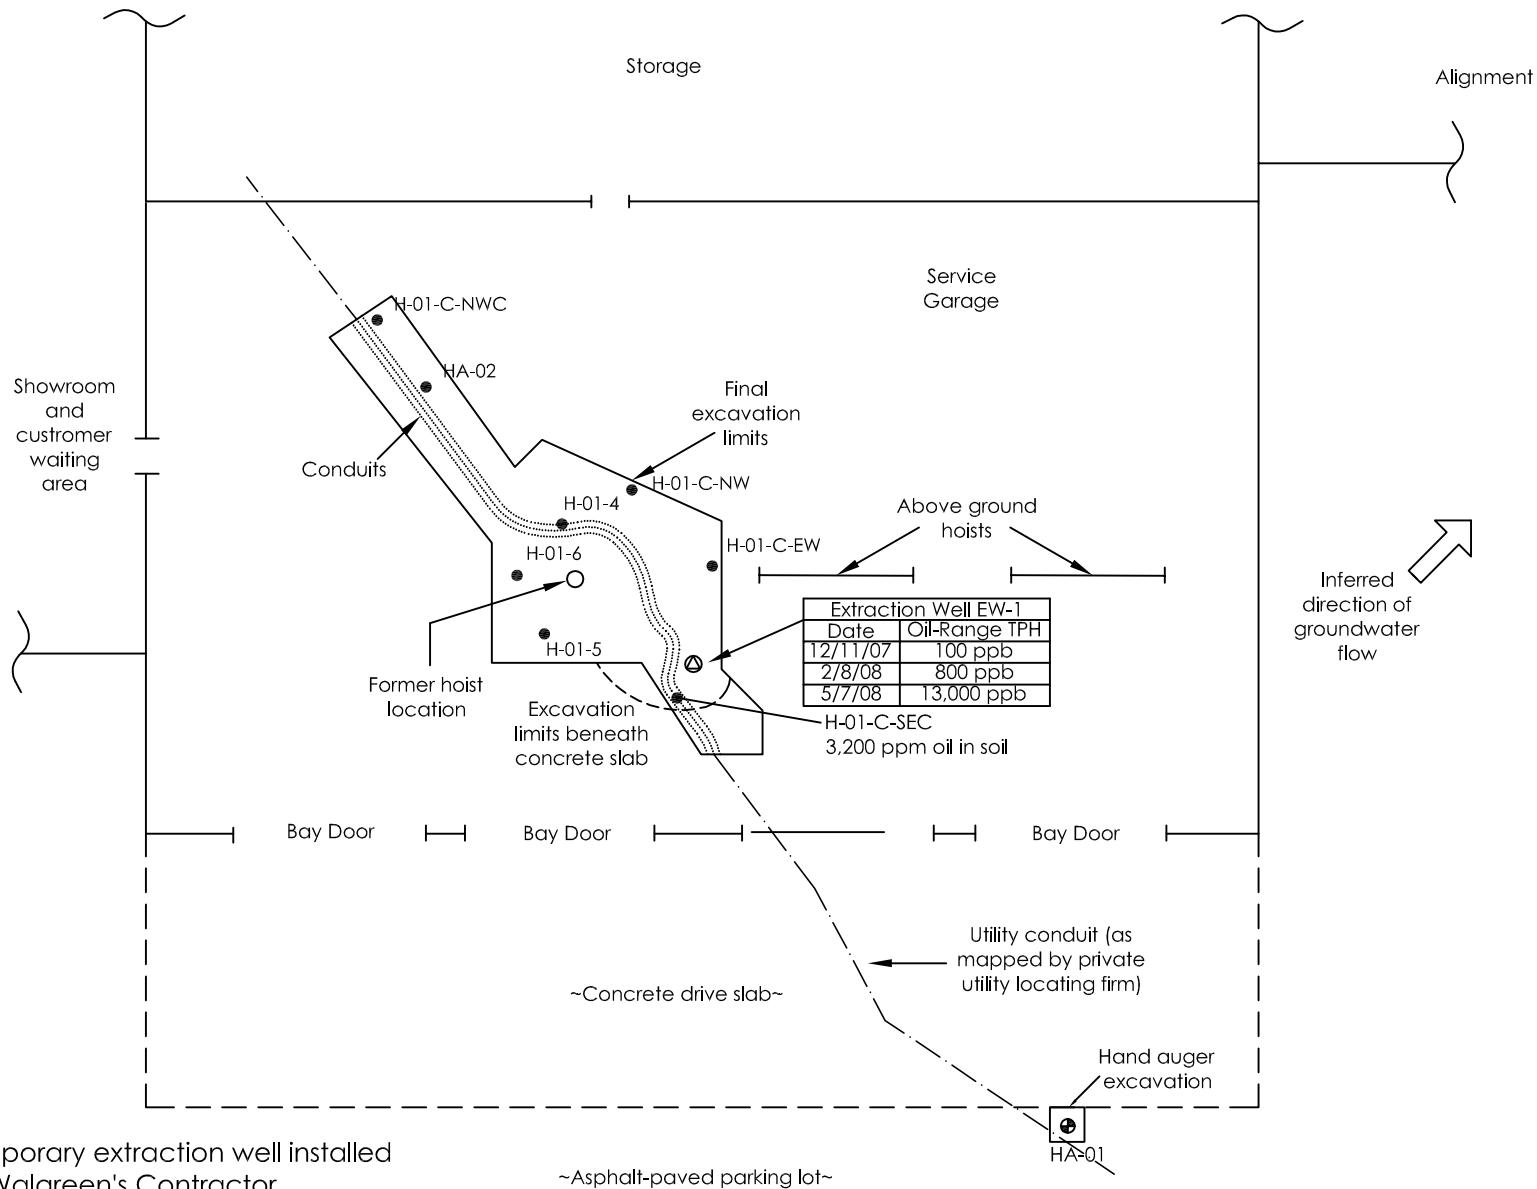 Storage
Alignment
Service
Garage
H-01-C-NWC
HA-02
Showroom
and
custromer
waiting
area
Final
excavation
limits
Conduits
H-01-C-NW
H-01-4
Above ground
hoists
H-01-C-EW
H-01-6
Inferred
direction of
groundwater
flow
Extraction Well EW-1
Date Oil-Range TPH
12/11/07 100 ppb
2/8/08 800 ppb
5/7/08 13,000 ppb
H-01-5
Former hoist
location
Excavation
limits beneath
concrete slab
H-01-C-SEC
3,200 ppm oil in soil
Bay Door
Bay Door
Bay Door
Utility conduit (as
mapped by private
utility locating firm)
~Concrete drive slab~
Hand auger
excavation
HA-01
porary extraction well installed
Walgreen's Contractor
~Asphalt-paved parking lot~